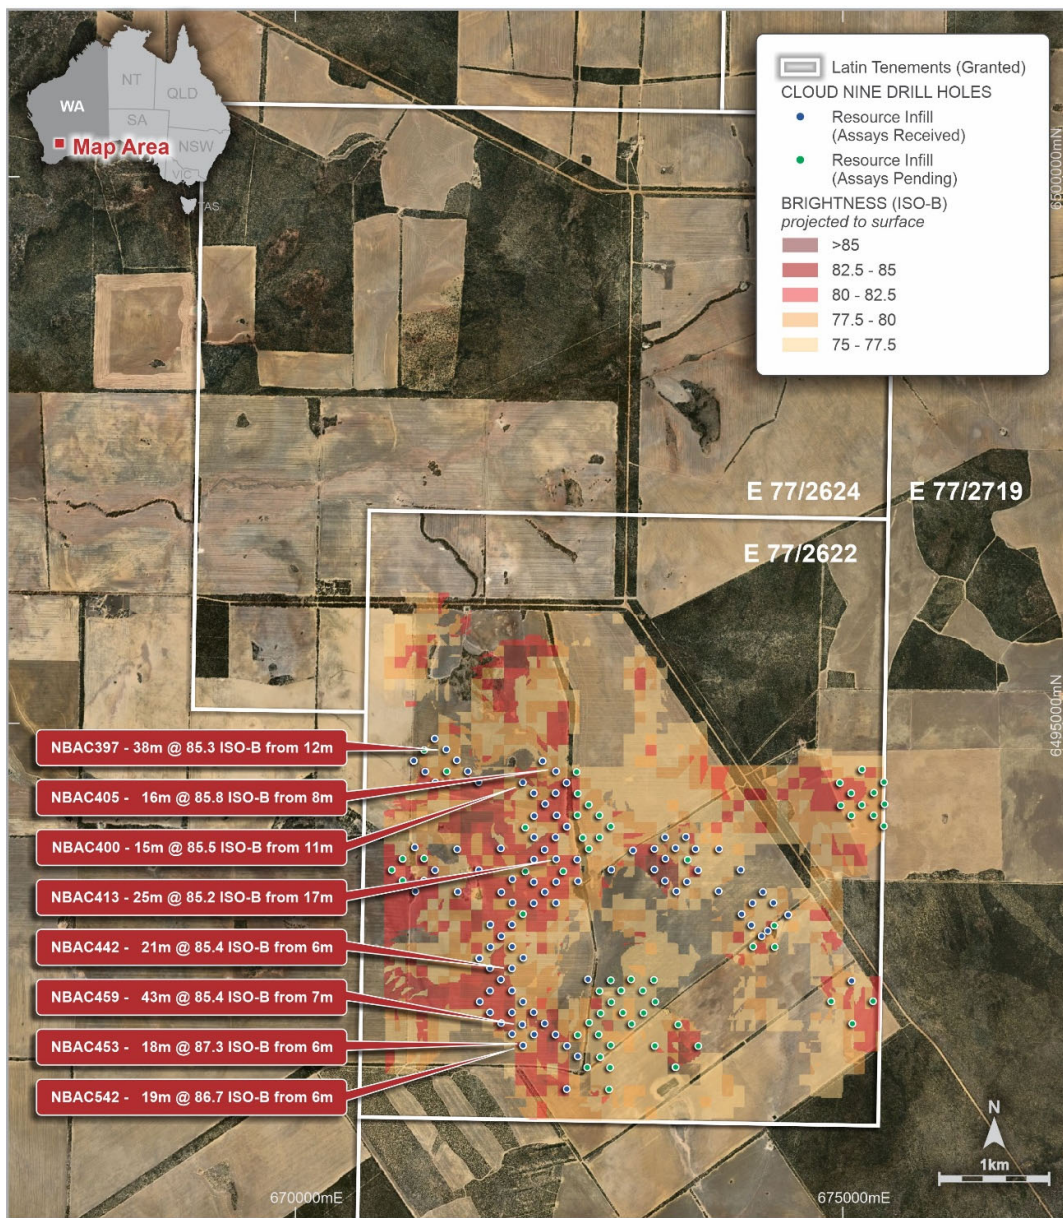 NT
QLD
WA
SA
NSW
VIC
TAS
Map Area
Latin Tenements (Granted)
CLOUD NINE DRILL HOLES
Resource Infill
(Assays Received)
Resource Infill
(Assays Pending)
BRIGHTNESS (ISO-B)
projected to surface
>85
82.5 - 85
80 - 82.5
77.5 - 80
75 - 77.5
6500000mN
E 77/2624
E 77/2719
E 77/2622
6495000mN
NBAC397 - 38m @ 85.3 ISO-B from 12m
NBAC405 - 16m @ 85.8 ISO-B from 8m
NBAC400 - 15m @ 85.5 ISO-B from 11m
NBAC413 - 25m @ 85.2 ISO-B from 17m
NBAC442 - 21m @ 85.4 ISO-B from 6m
NBAC459 - 43m @ 85.4 ISO-B from 7m
NBAC453 - 18m @ 87.3 ISO-B from 6m
NBAC542 - 19m @ 86.7 ISO-B from 6m
N
1km
670000mE
675000mE